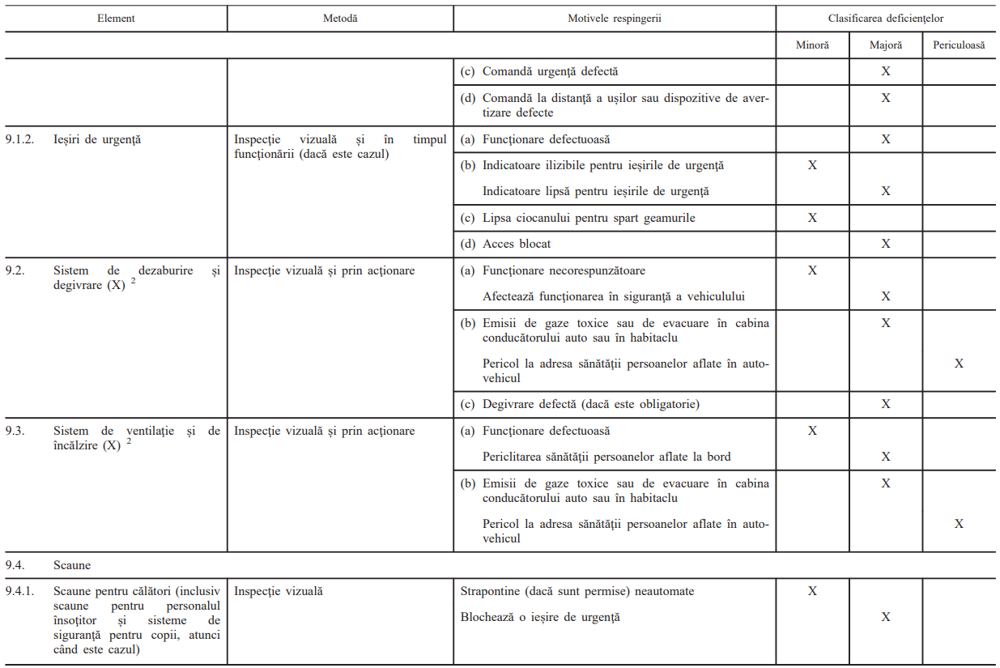 Element Metodă Motivele respingerii Clasificarea deficiențelor
Minoră Majoră Periculoasă
(c) Comandă urgență defectă X
(d) Comandă la distanță a ușilor sau dispozitive de aver-
tizare defecte X
9.1.2. Ieșiri de urgență Inspecție vizuală și în timpul
funcționării (dacă este cazul)
(a) Funcționare defectuoasă X
(b) Indicatoare ilizibile pentru ieșirile de urgență X
Indicatoare lipsă pentru ieșirile de urgență X
(c) Lipsa ciocanului pentru spart geamurile X
(d) Acces blocat X
9.2. Sistem de dezaburire și
degivrare (X) 2
Inspecție vizuală și prin acționare
(a) Funcționare necorespunzătoare X
Afectează funcționarea în siguranță a vehiculului X
(b) Emisii de gaze toxice sau de evacuare în cabina
conducătorului auto sau în habitaclu X
Pericol la adresa sănătății persoanelor aflate în auto-
vehicul X
(c) Degivrare defectă (dacă este obligatorie) X
9.3. Sistem de ventilație și de
încălzire (X) 2
Inspecție vizuală și prin acționare
(a) Funcționare defectuoasă X
Periclitarea sănătății persoanelor aflate la bord X
(b) Emisii de gaze toxice sau de evacuare în cabina
conducătorului auto sau în habitaclu X
Pericol la adresa sănătății persoanelor aflate în auto-
vehicul X
9.4. Scaune
9.4.1. Scaune pentru călători (inclusiv
scaune pentru personalul
însoțitor și sisteme de
siguranță pentru copii, atunci
când este cazul)
Inspecție vizuală
Strapontine (dacă sunt permise) neautomate X
Blochează o ieșire de urgență X